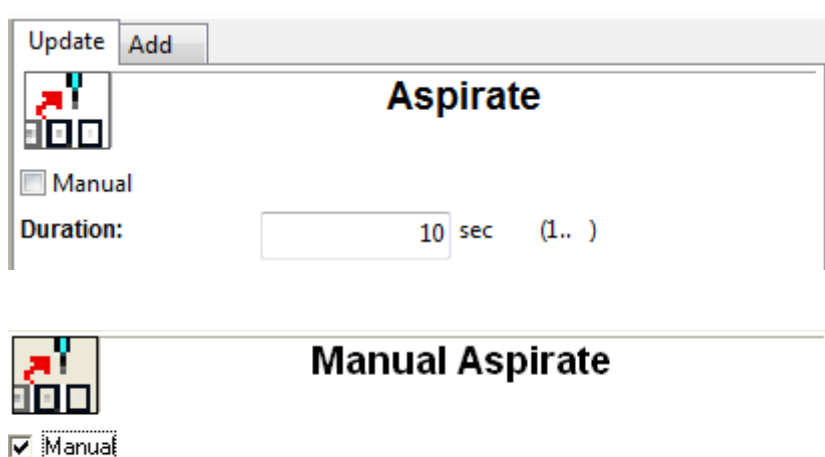 Update Add
Aspirate
Manual
Duration: 10 sec (1.. )
Manual Aspirate
Manual